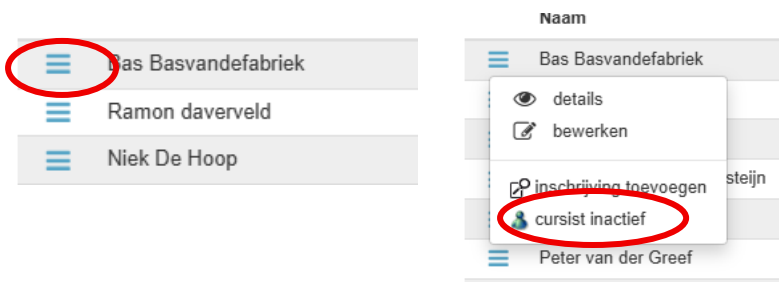 Bas Basvandefabriek
Ramon daverveld
Niek De Hoop
Naam
Bas Basvandefabriek
details
bewerken
inschrijving toevoegen
steijn
cursist inactief
Peter van der Greef